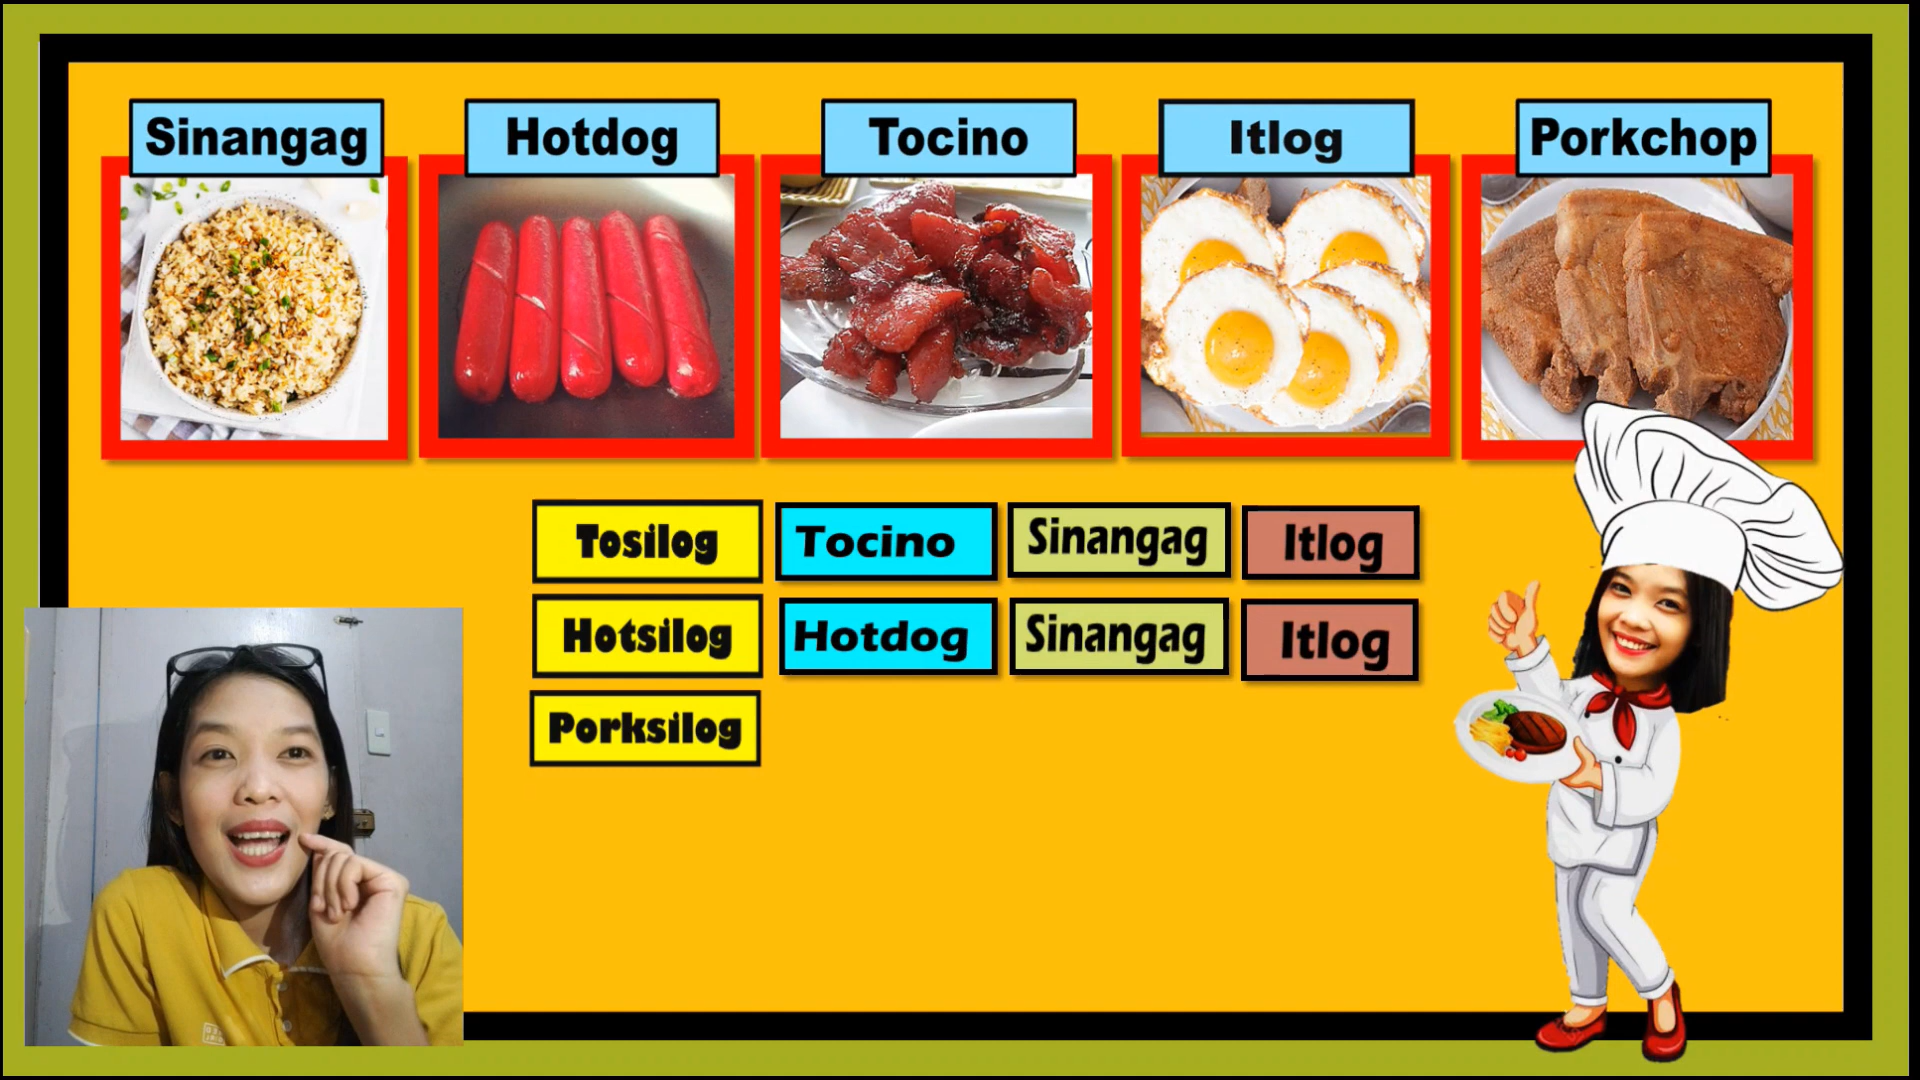 Sinangag
Hotdog
Tocino
Itlog
Porkchop
Tosilog Tocino Sinangag Itlog
Hotsilog Hotdog Sinangag Itlog
Porksilog